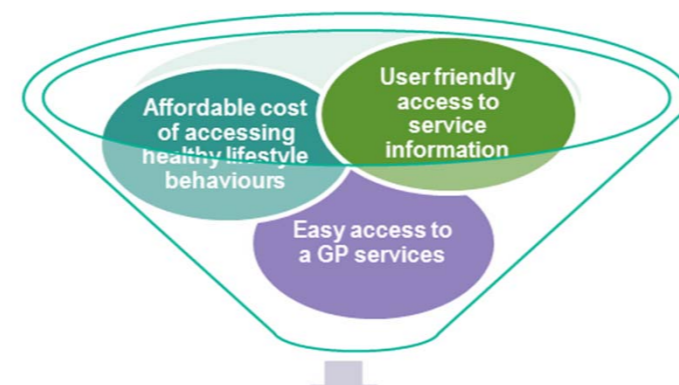 Affordable cost
of accessing
healthy lifestyle
behaviours
User friendly
access to
service
information
Easy access to
a GP services